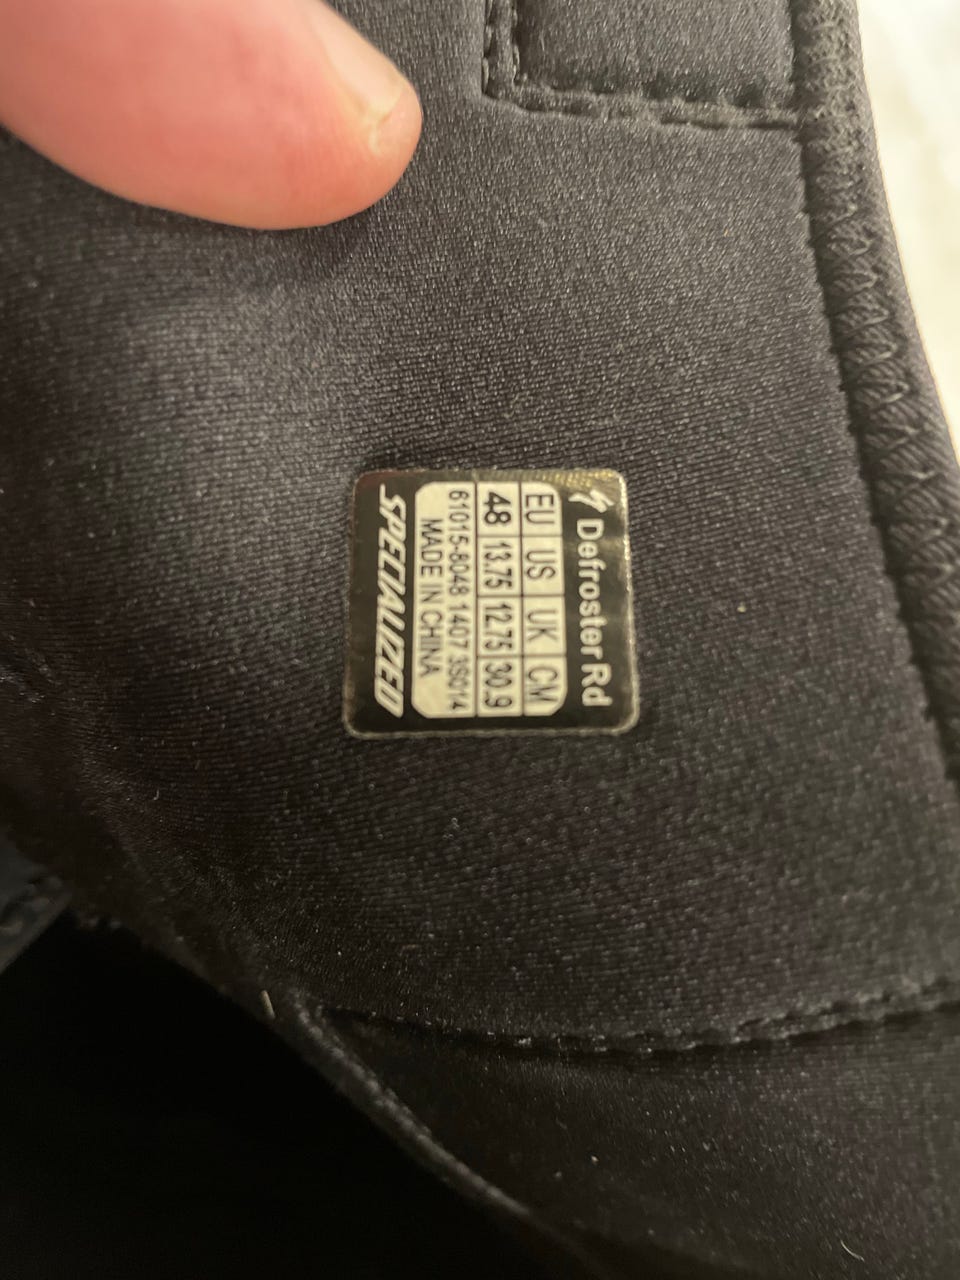 Defroster Rd
EU US UK CM
48 13.75 12.75 30.9
61015-8048 1407 3S014
MADE IN CHINA
SPECIALIZED